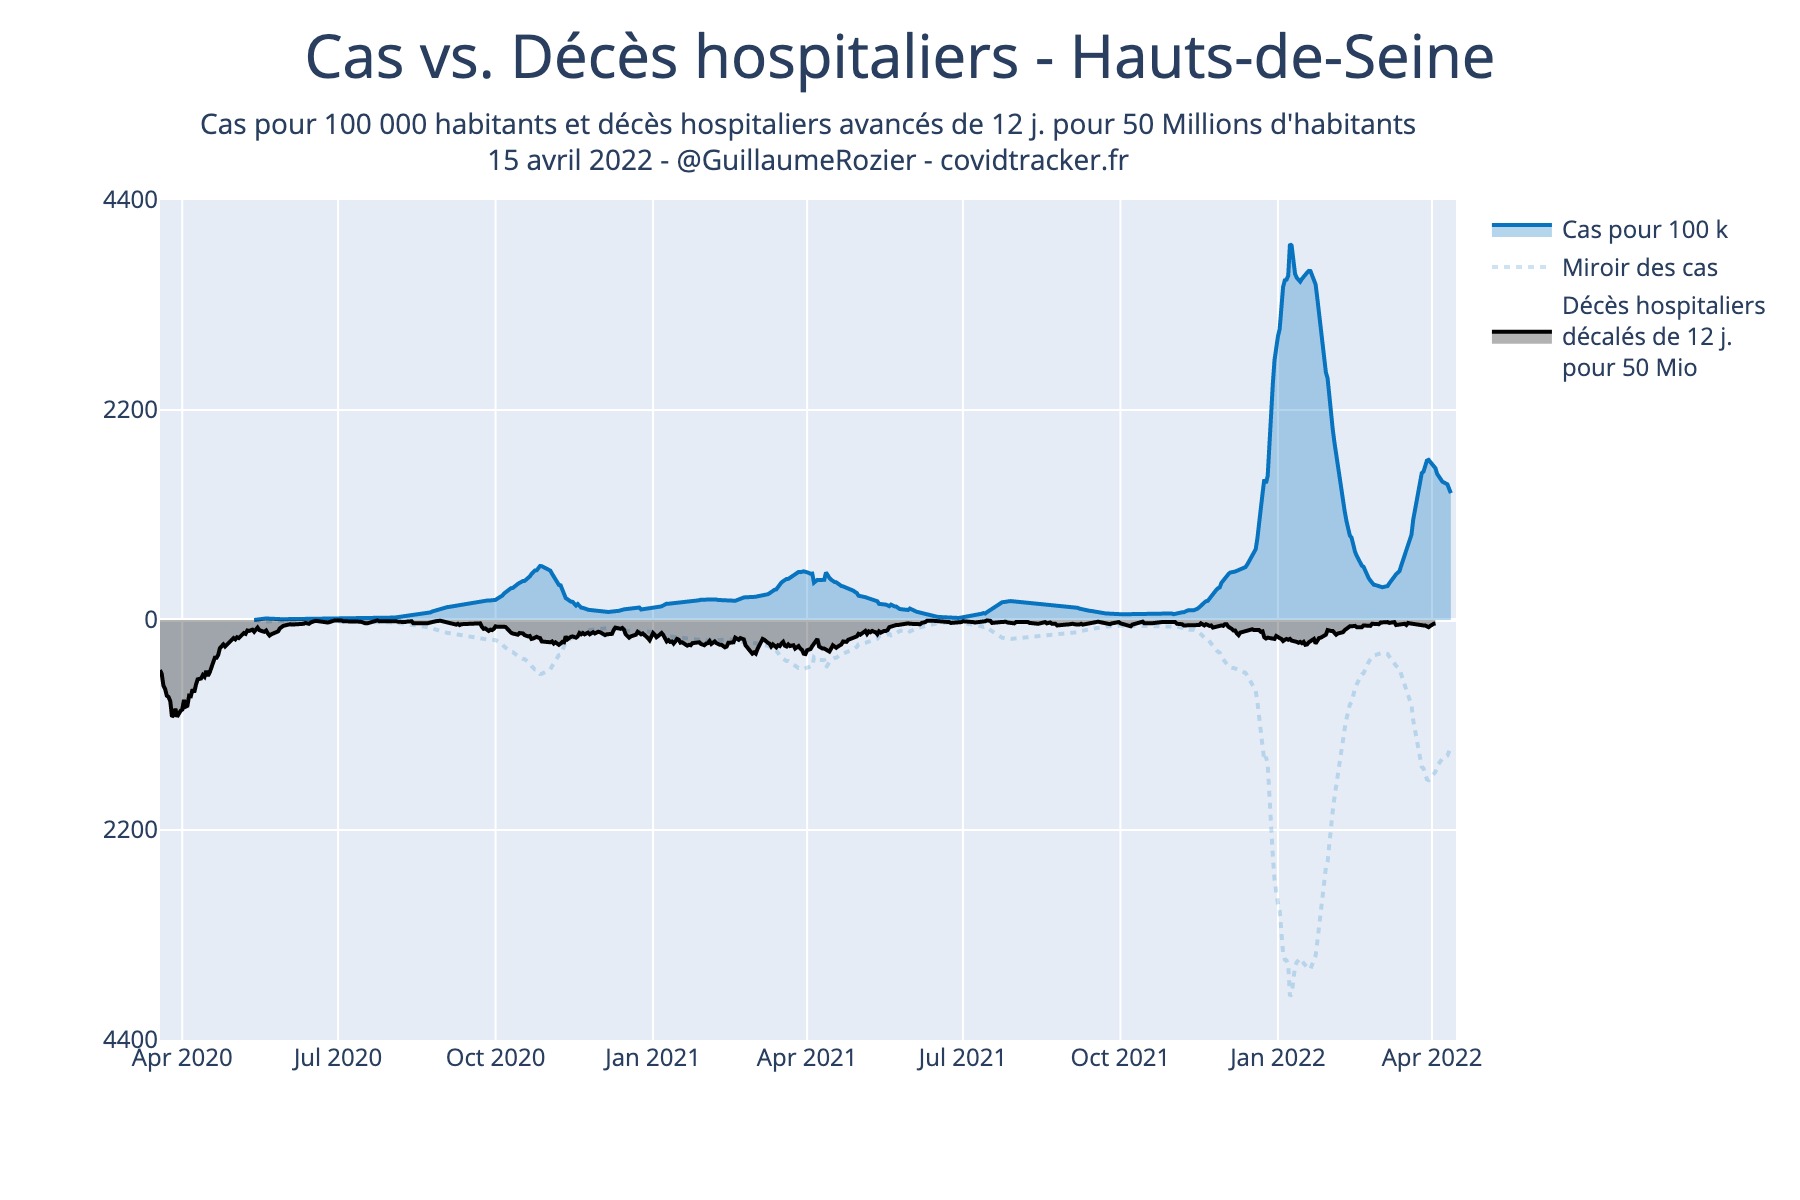 Cas vs. Décès hospitaliers - Hauts-de-Seine
Cas pour 100 000 habitants et décès hospitaliers avancés de 12 j. pour 50 Millions d'habitants
15 avril 2022 - @GuillaumeRozier - covidtracker.fr
4400
2200
0
2200
4400
Apr 2020
Jul 2020
Oct 2020
Jan 2021
Apr 2021
Jul 2021
Oct 2021
Jan 2022
Apr 2022
Cas pour 100 k
Miroir des cas
Décès hospitaliers
décalés de 12 j.
pour 50 Mio